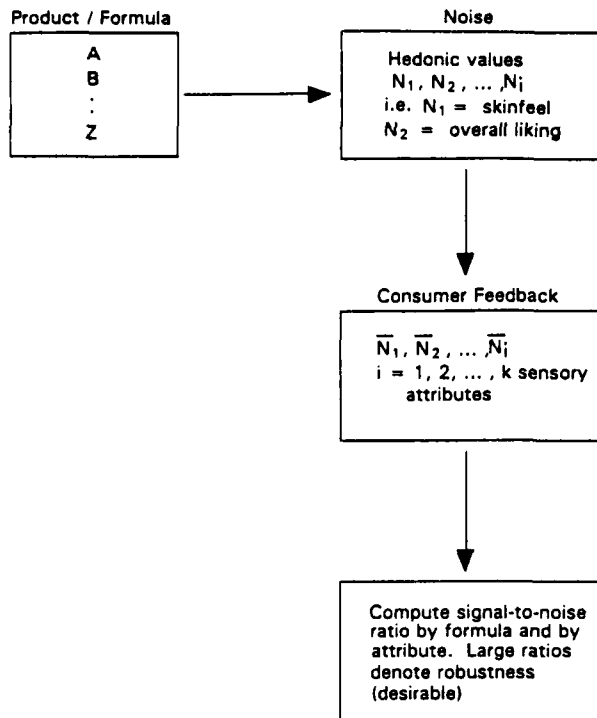 Product / Formula
A
B
:
Z
Noise
Hedonic values
N₁, N₂, ... ,Nᵢ
i.e. N₁ = skinfeel
N₂ = overall liking
Consumer Feedback
N̅₁, N̅₂, ... ,N̅ᵢ
i = 1, 2, ... , k sensory
attributes
Compute signal-to-noise
ratio by formula and by
attribute. Large ratios
denote robustness
(desirable)